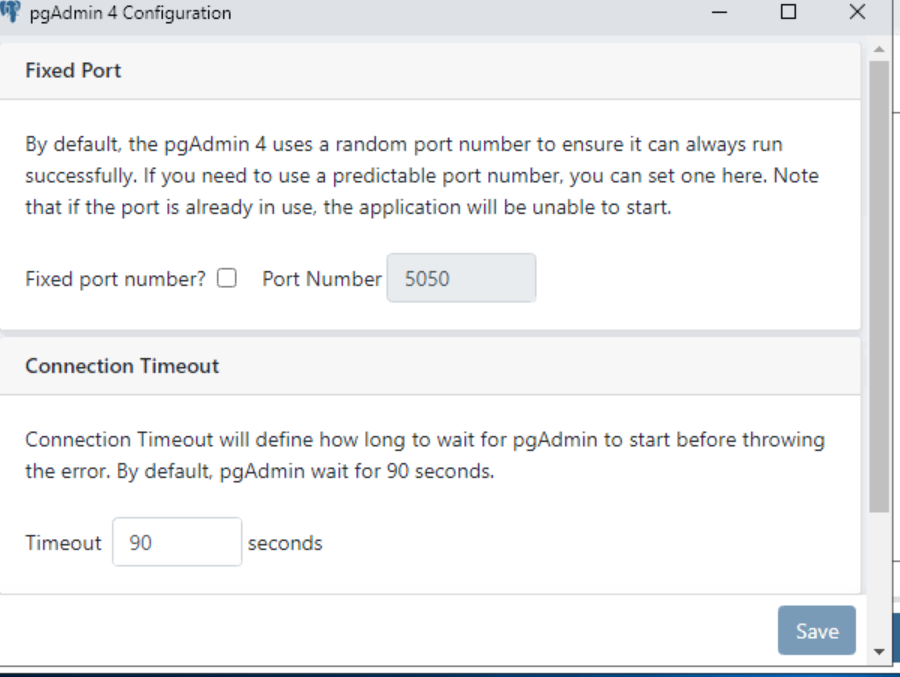 pgAdmin 4 Configuration
Fixed Port
By default, the pgAdmin 4 uses a random port number to ensure it can always run
successfully. If you need to use a predictable port number, you can set one here. Note
that if the port is already in use, the application will be unable to start.
Fixed port number? Port Number 5050
Connection Timeout
Connection Timeout will define how long to wait for pgAdmin to start before throwing
the error. By default, pgAdmin wait for 90 seconds.
Timeout 90 seconds
Save